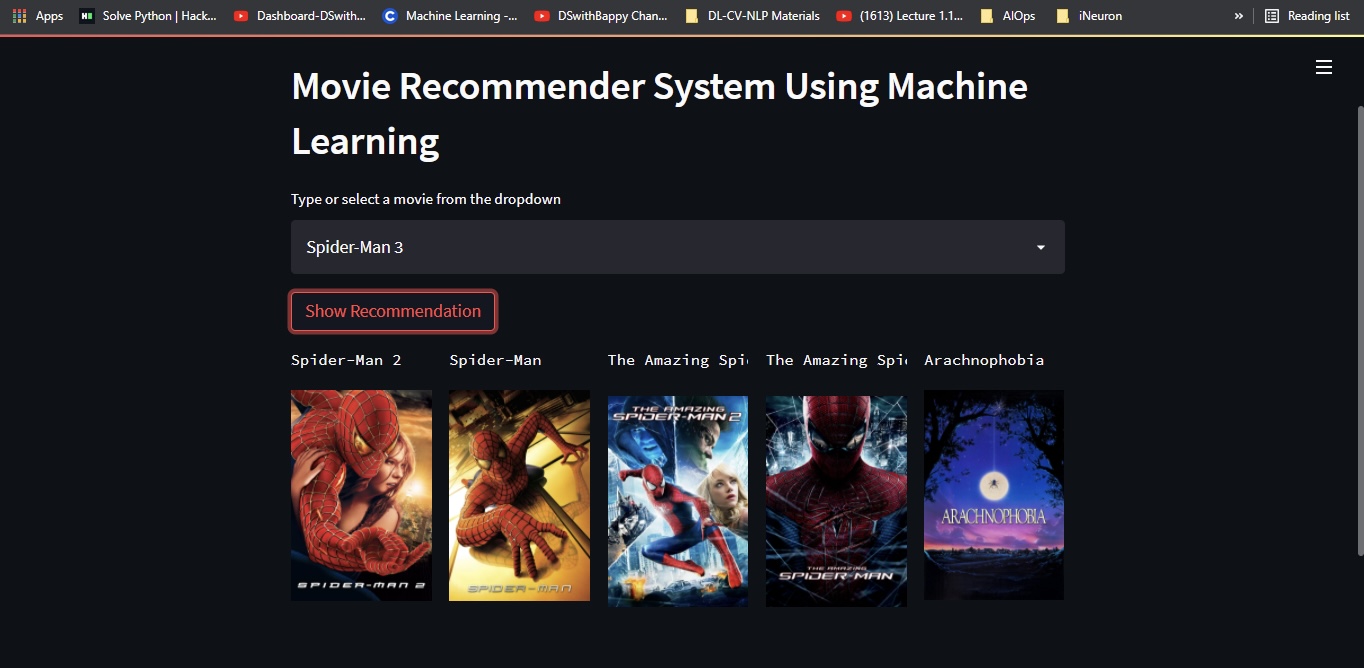 Apps Solve Python | Hack... Dashboard-DSwith... Machine Learning -... DSwithBappy Chan... DL-CV-NLP Materials (1613) Lecture 1.1... AIOps iNeuron » Reading list
Movie Recommender System Using Machine
Learning
Type or select a movie from the dropdown
Spider-Man 3
Show Recommendation
Spider-Man 2 Spider-Man The Amazing Spi The Amazing Spi Arachnophobia
SPIDER-MAN 2
SPIDER-MAN
THE AMAZING
SPIDER-MAN 2
THE AMAZING
SPIDER-MAN
ARACHNOPHOBIA